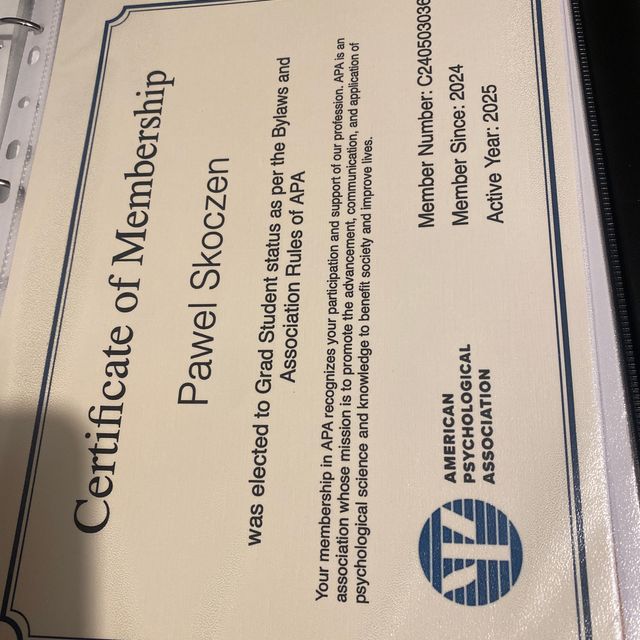 Certificate of Membership
Pawel Skoczen
was elected to Grad Student status as per the Bylaws and
Association Rules of APA
Your membership in APA recognizes your participation and support of our profession. APA is an
association whose mission is to promote the advancement, communication, and application of
psychological science and knowledge to benefit society and improve lives.
AMERICAN
PSYCHOLOGICAL
ASSOCIATION
Member Number: C240503036
Member Since: 2024
Active Year: 2025